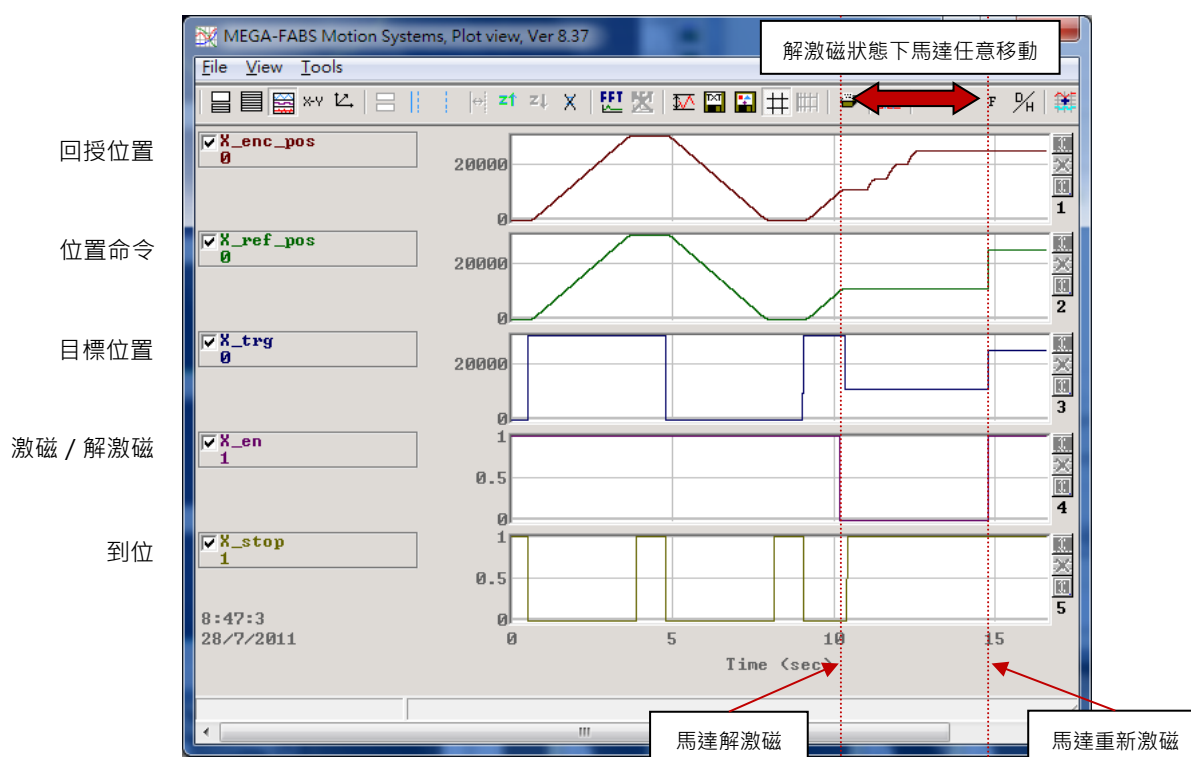 MEGA-FABS Motion Systems, Plot view, Ver 8.37
解激磁狀態下馬達任意移動
File View Tools
X-Y
z↑ z↓ X FFT TXT F D/H
回授位置
X_enc_pos
0
20000
0
1
位置命令
X_ref_pos
0
20000
0
2
目標位置
X_trg
0
20000
0
3
激磁 / 解激磁
X_en
1
1
0.5
0
4
到位
X_stop
1
1
0.5
0
5
8:47:3
28/7/2011
0 5 10 15
Time (sec)
馬達解激磁
馬達重新激磁